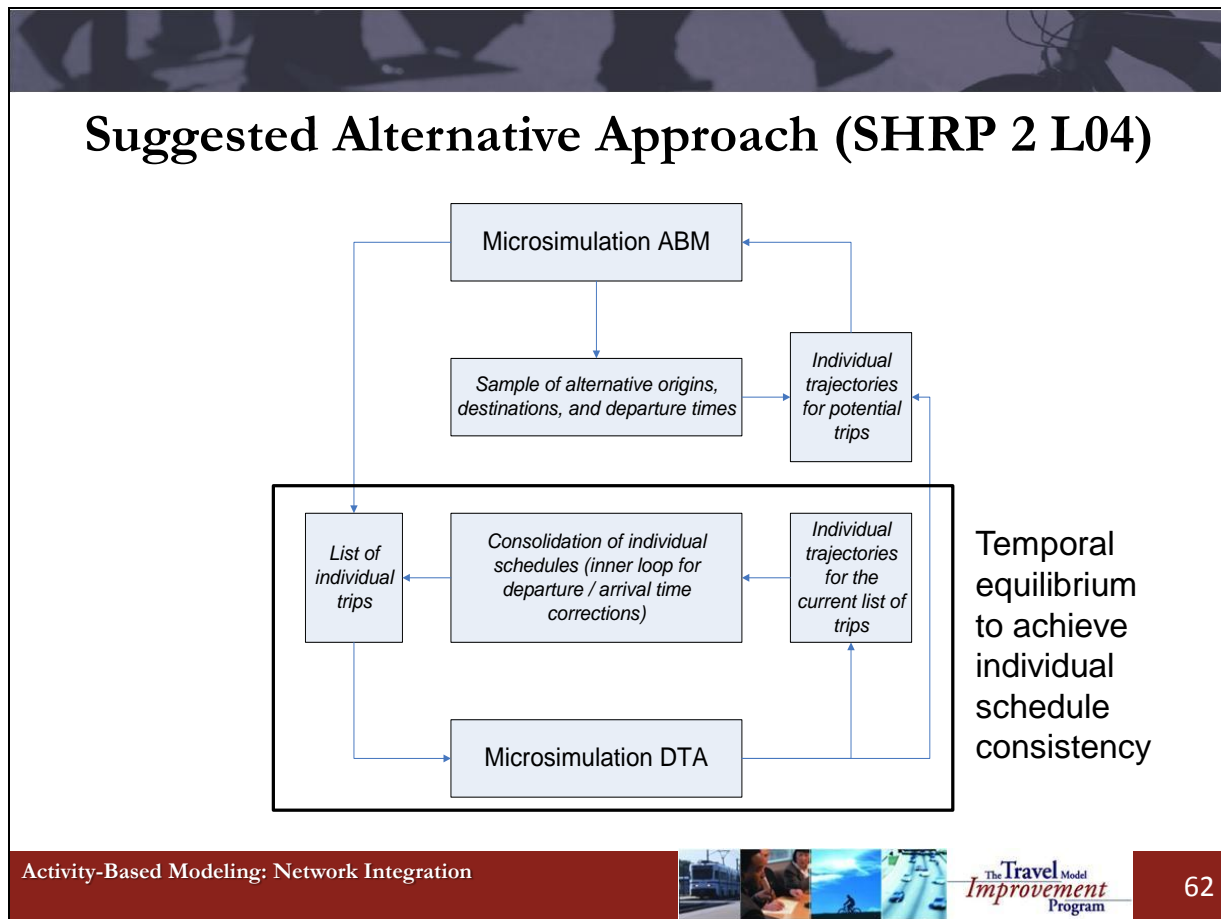 Suggested Alternative Approach (SHRP 2 L04)
Microsimulation ABM
Sample of alternative origins,
destinations, and departure times
Individual
trajectories
for potential
trips
List of
individual
trips
Consolidation of individual
schedules (inner loop for
departure / arrival time
corrections)
Individual
trajectories
for the
current list of
trips
Temporal
equilibrium
to achieve
individual
schedule
consistency
Microsimulation DTA
Activity-Based Modeling: Network Integration
The Travel Model
Improvement
Program
62